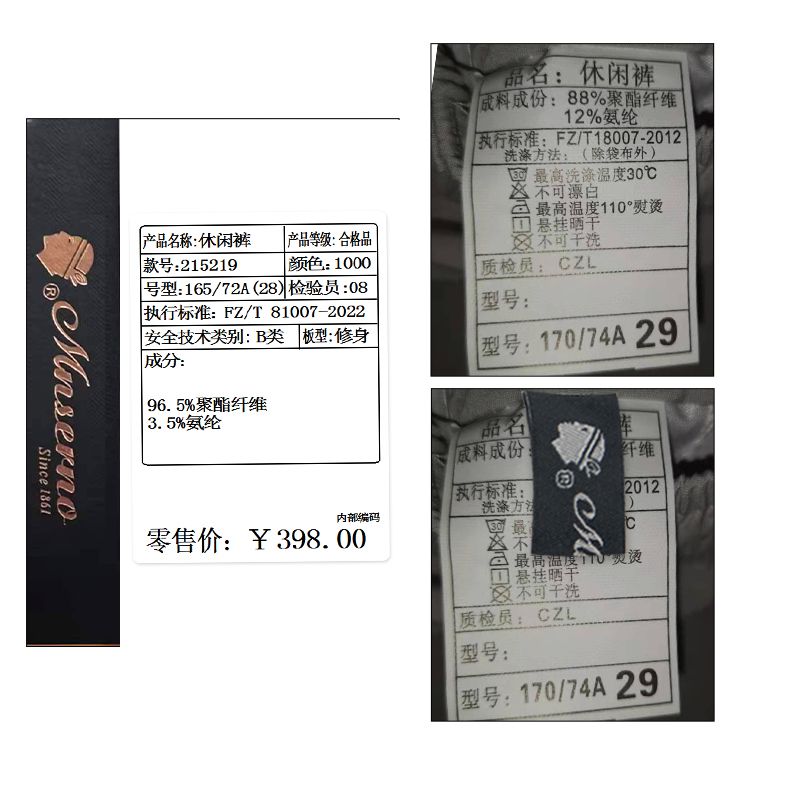 ® Mnserno
Since 1861
产品名称:休闲裤 产品等级:合格品
款号:215219 颜色:1000
号型:165/72A(28) 检验员:08
执行标准: FZ/T 81007-2022
安全技术类别: B类 板型:修身
成分:
96.5%聚酯纤维
3.5%氨纶
内部编码
零售价: ¥398.00
品名: 休闲裤
成料成份: 88%聚酯纤维
12%氨纶
执行标准: FZ/T18007-2012
洗涤方法: (除袋布外)
30 最高洗涤温度30℃
不可漂白
最高温度110°熨烫
悬挂晒干
不可干洗
质检员: CZL
型号:
型号: 170/74A 29
品名
成料成份: 纤维
执行标准: 2012
洗涤方 )
30 最 ℃
不
最高温度110°熨烫
悬挂晒干
不可干洗
质检员: CZL
型号:
型号: 170/74A 29
® M